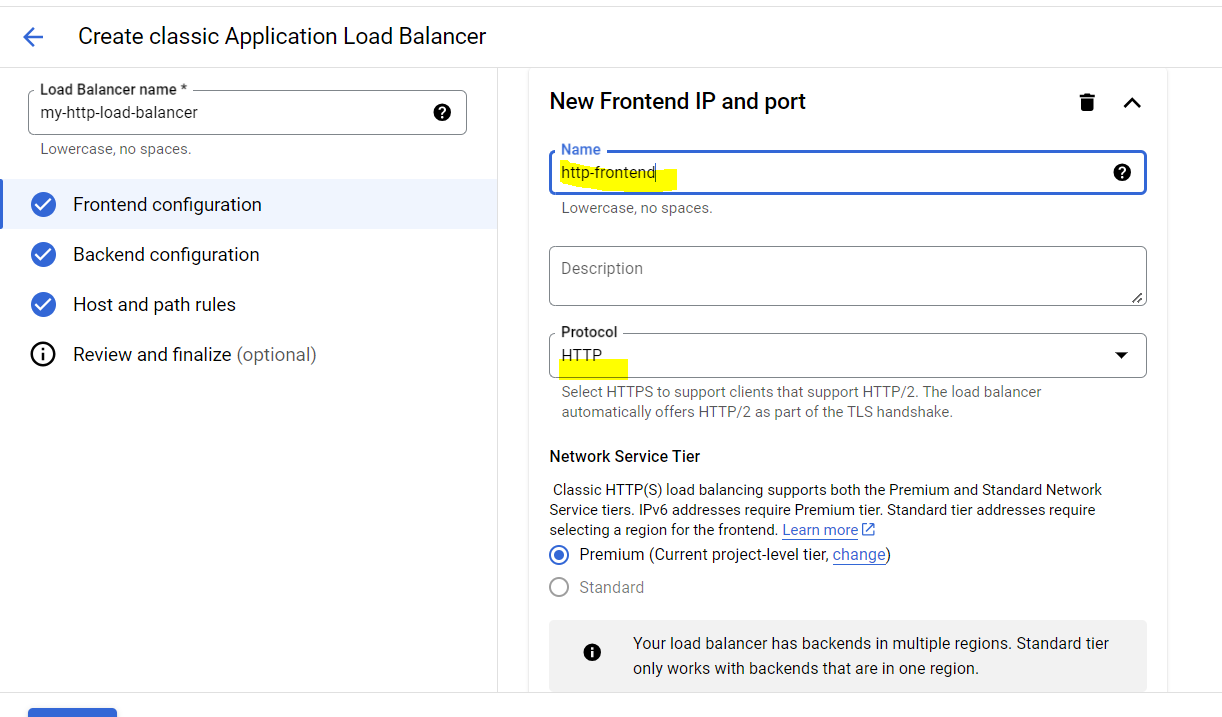 Create classic Application Load Balancer
Load Balancer name *
my-http-load-balancer
Lowercase, no spaces.
Frontend configuration
Backend configuration
Host and path rules
Review and finalize (optional)
New Frontend IP and port
Name
http-frontend
Lowercase, no spaces.
Description
Protocol
HTTP
Select HTTPS to support clients that support HTTP/2. The load balancer
automatically offers HTTP/2 as part of the TLS handshake.
Network Service Tier
Classic HTTP(S) load balancing supports both the Premium and Standard Network
Service tiers. IPv6 addresses require Premium tier. Standard tier addresses require
selecting a region for the frontend. Learn more
Premium (Current project-level tier, change)
Standard
Your load balancer has backends in multiple regions. Standard tier
only works with backends that are in one region.